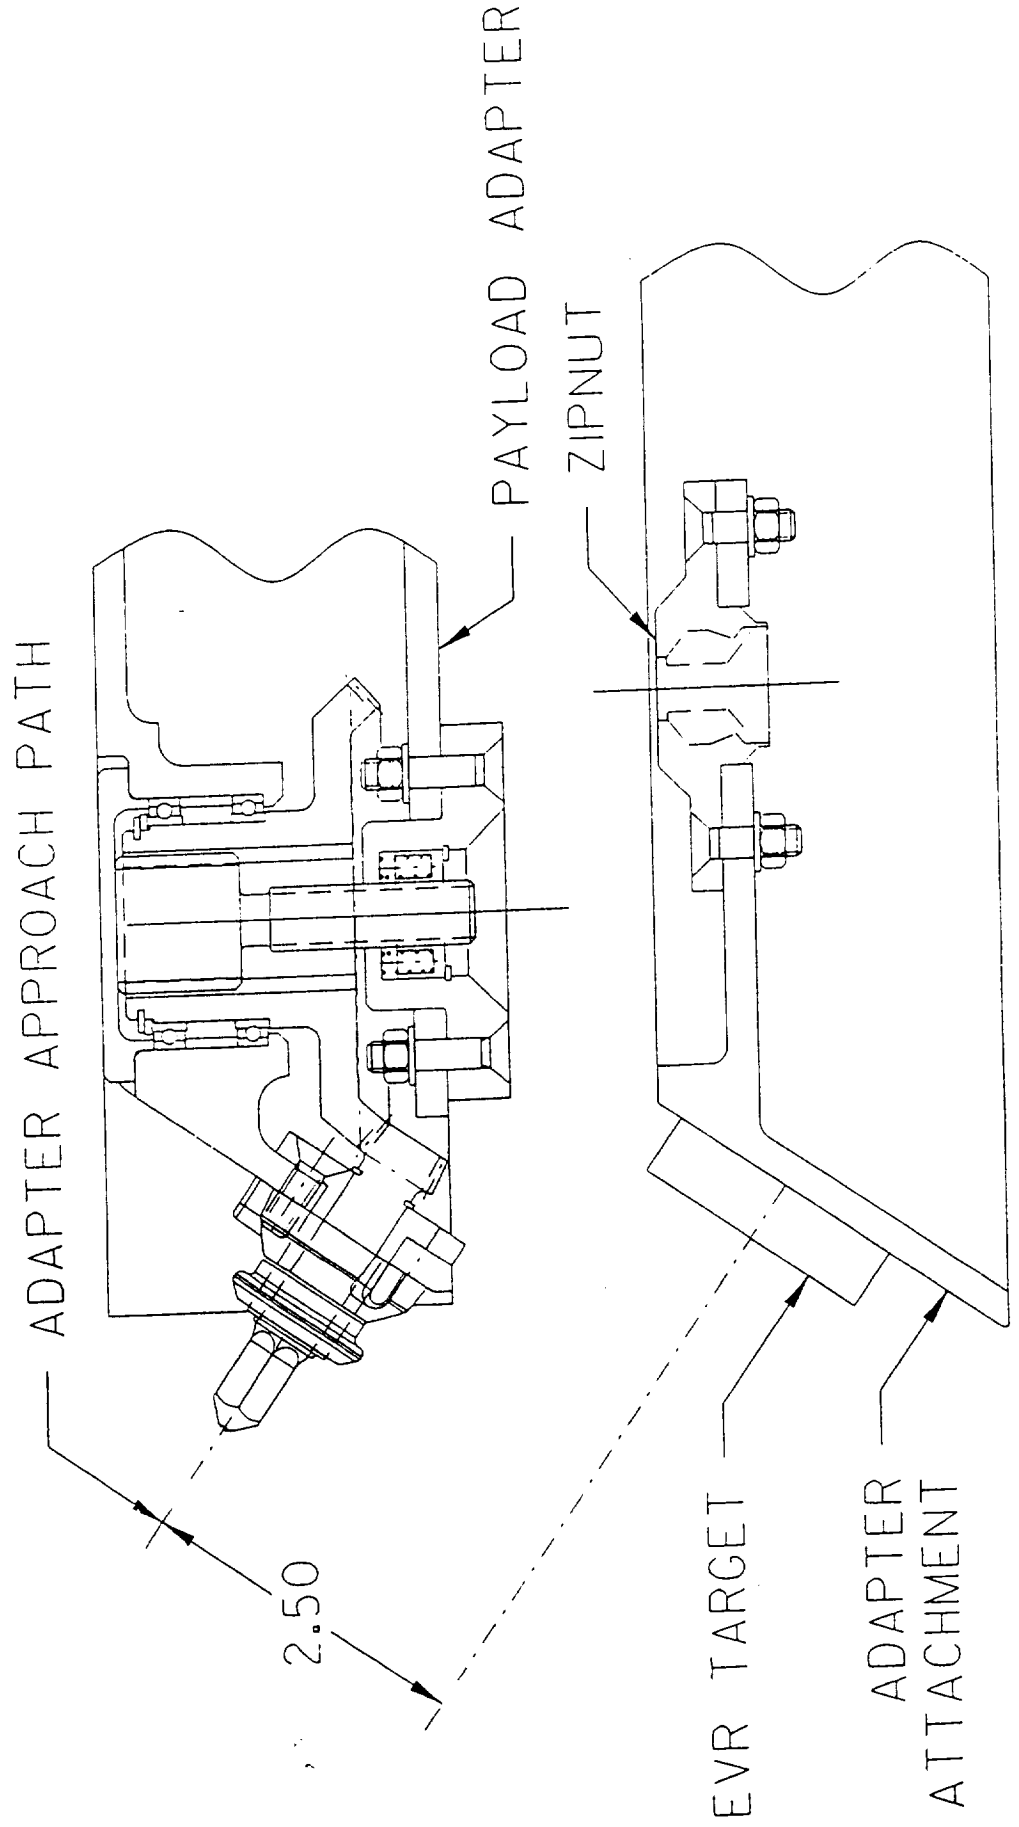 ADAPTER APPROACH PATH
PAYLOAD ADAPTER
ZIPNUT
2.50
EVR TARGET
ADAPTER
ATTACHMENT